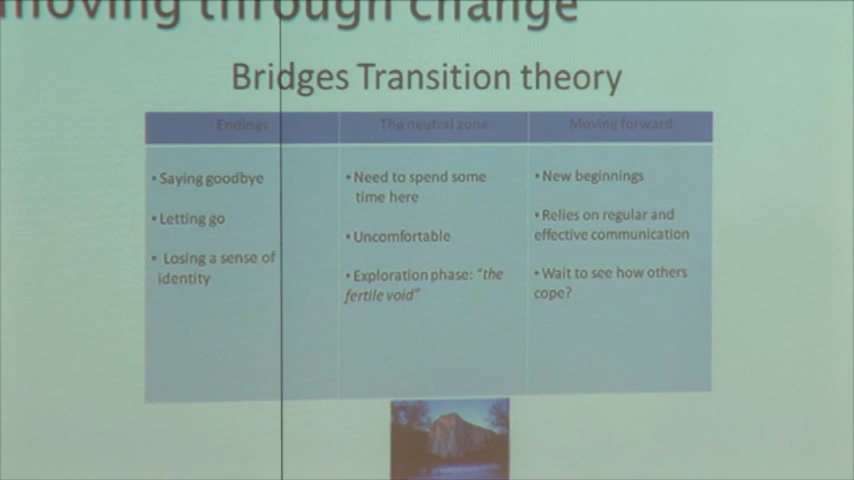 moving through change
Bridges Transition theory
Endings
The neutral zone
Moving forward
• Saying goodbye
• Letting go
• Losing a sense of
identity
• Need to spend some
time here
• Uncomfortable
• Exploration phase: "the
fertile void"
• New beginnings
• Relies on regular and
effective communication
• Wait to see how others
cope?